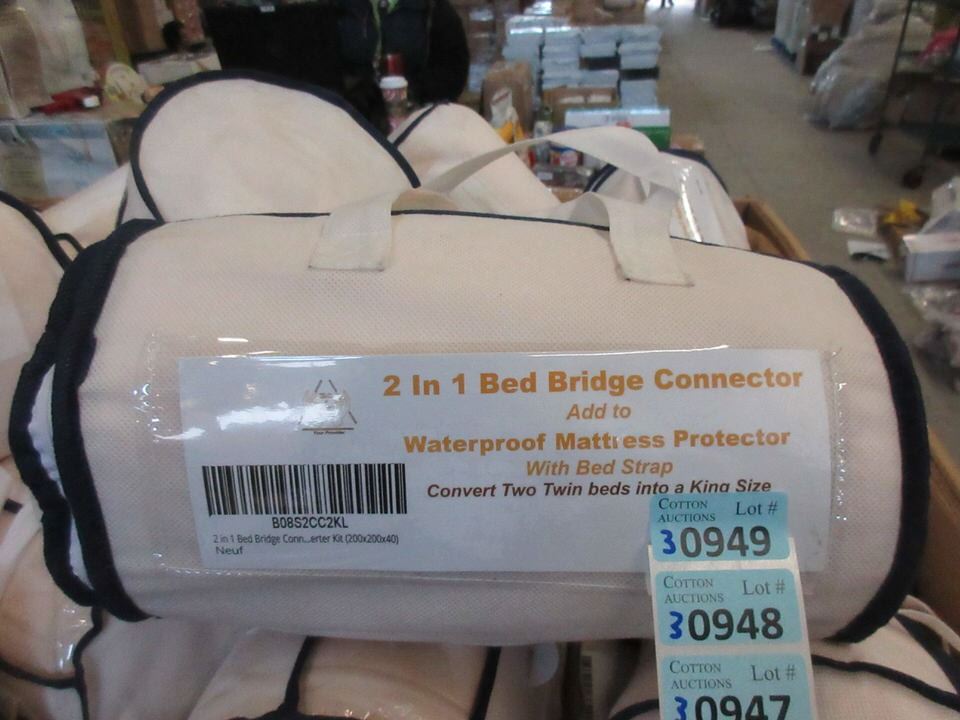 2 In 1 Bed Bridge Connector
Add to
Waterproof Mattress Protector
With Bed Strap
Convert Two Twin beds into a King Size
B08S2CC2KL
2 in 1 Bed Bridge Conn...erter Kit (200x200x40)
Neuf
COTTON AUCTIONS Lot #
30949
COTTON AUCTIONS Lot #
30948
COTTON AUCTIONS Lot #
30947